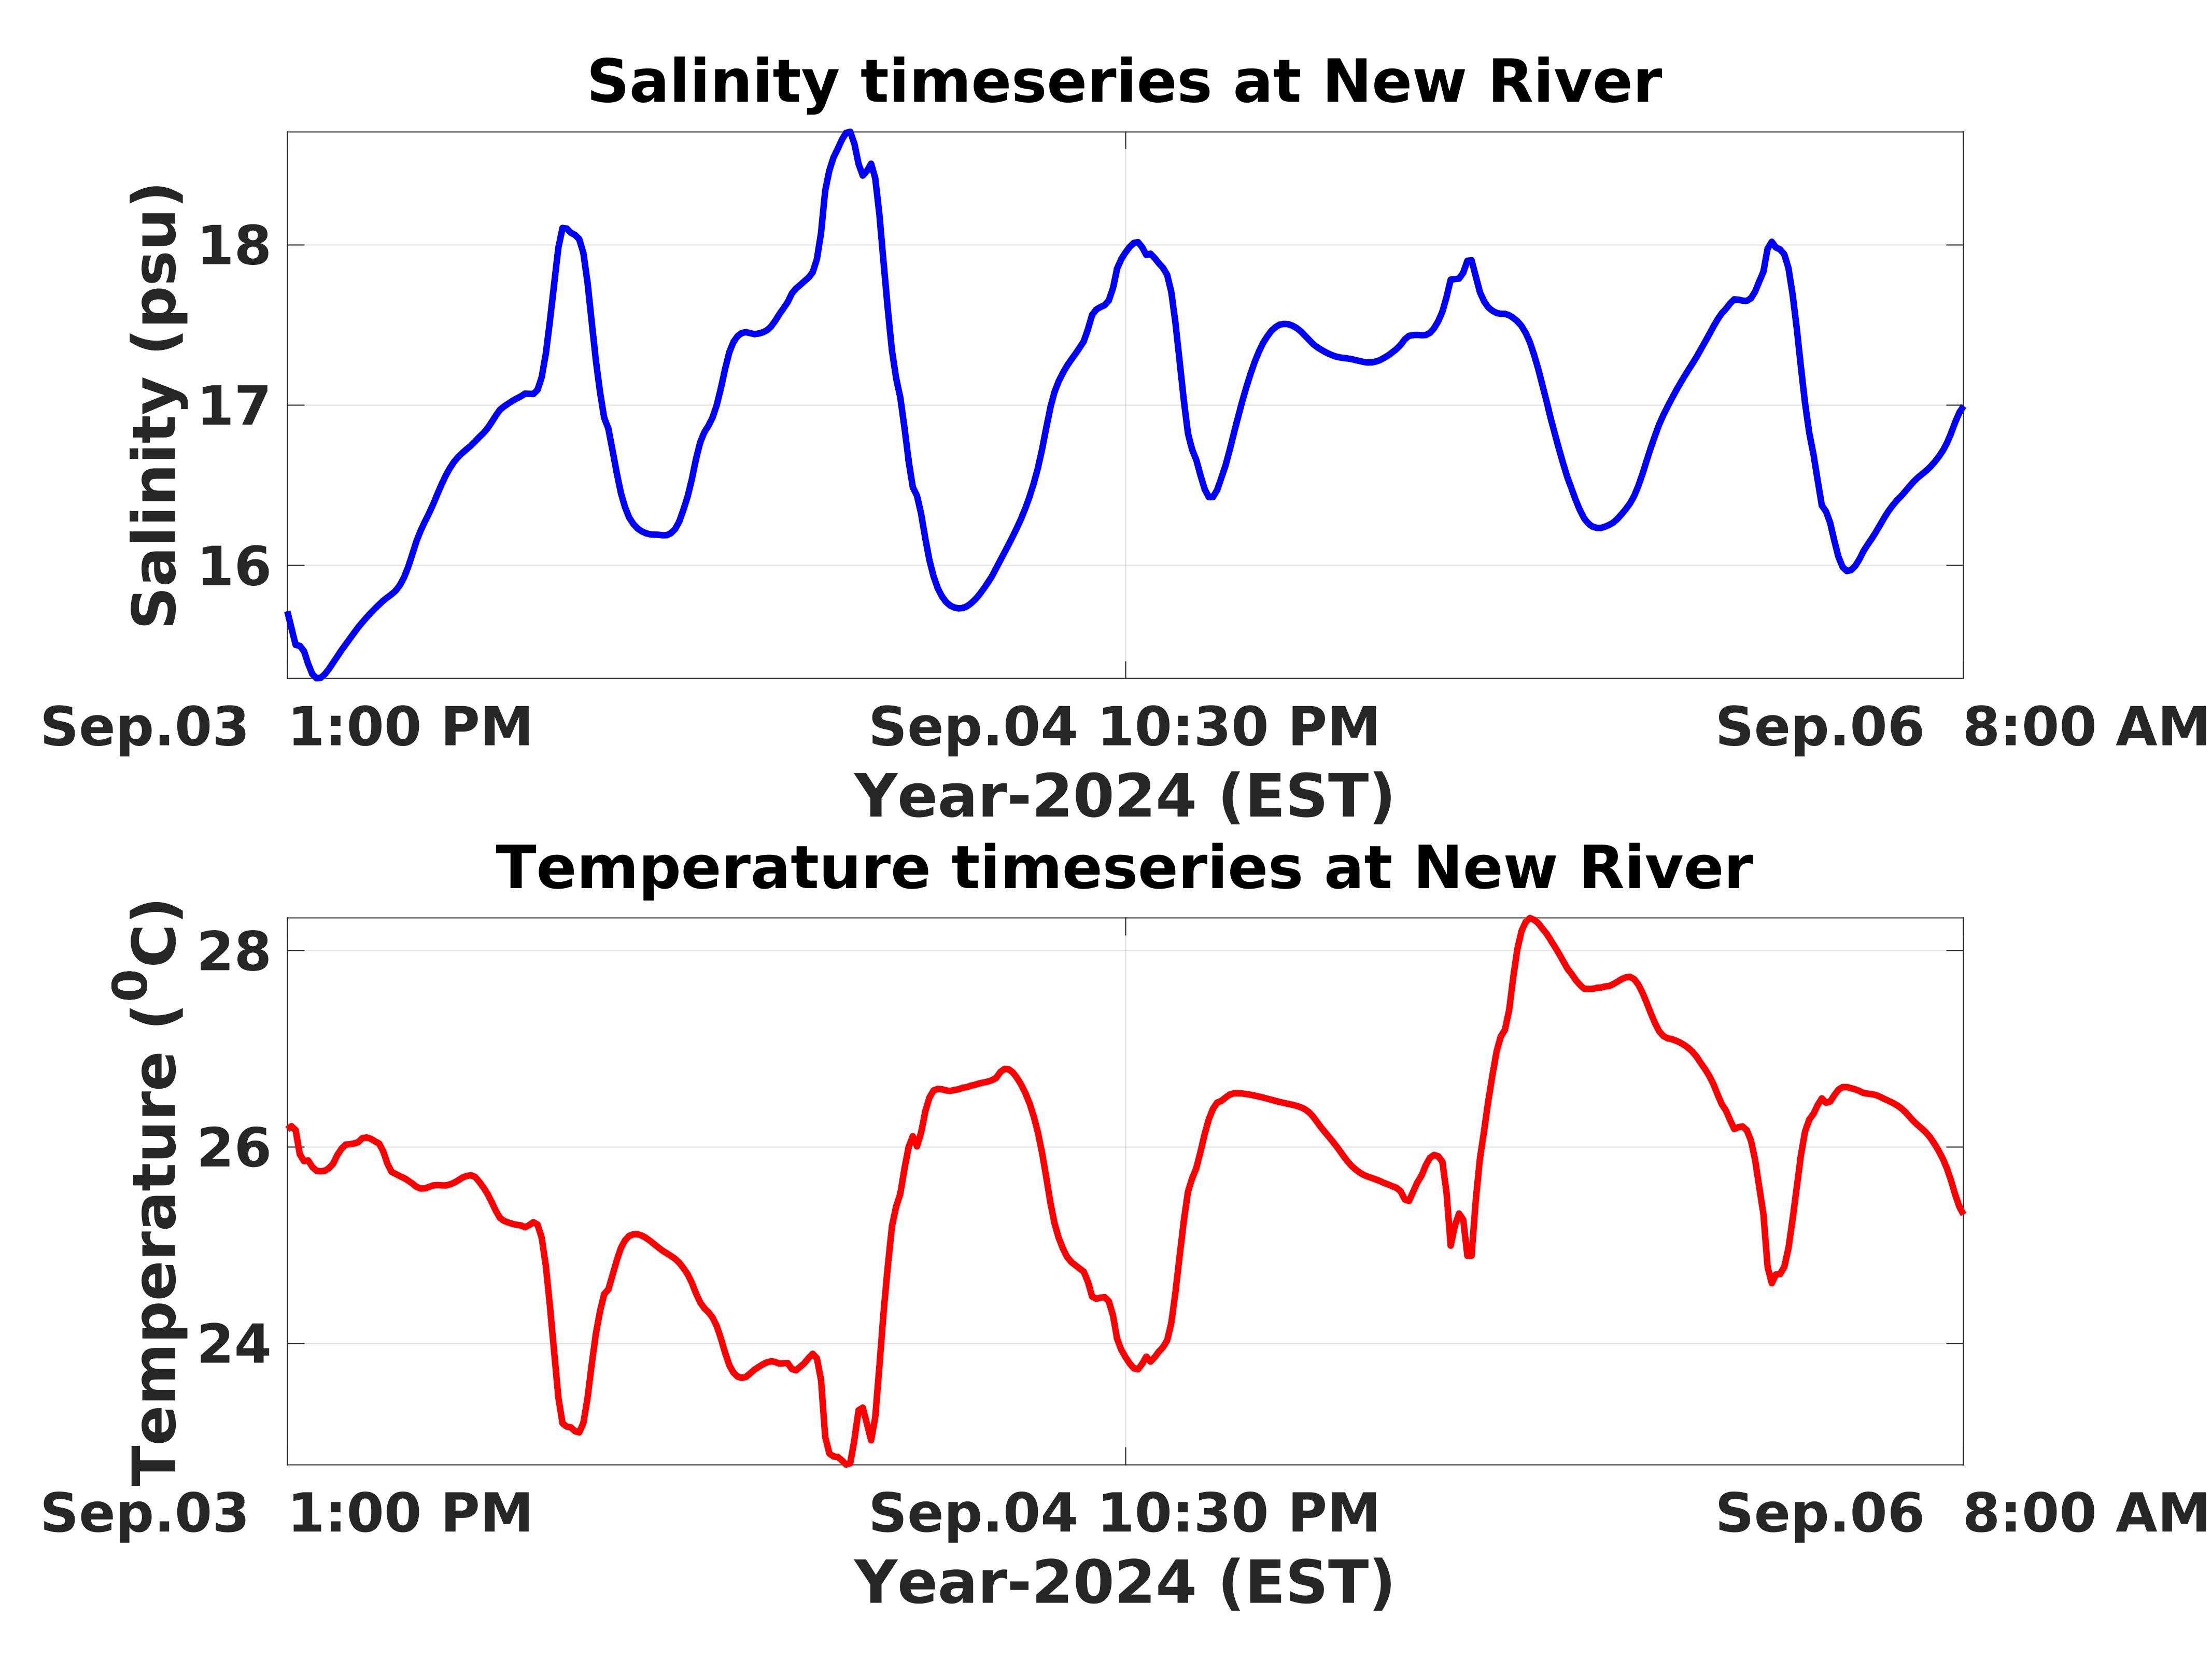 Salinity timeseries at New River
Salinity (psu)
18
17
16
Sep.03 1:00 PM
Sep.04 10:30 PM
Sep.06 8:00 AM
Year-2024 (EST)
Temperature timeseries at New River
Temperature (⁰C)
28
26
24
Sep.03 1:00 PM
Sep.04 10:30 PM
Sep.06 8:00 AM
Year-2024 (EST)